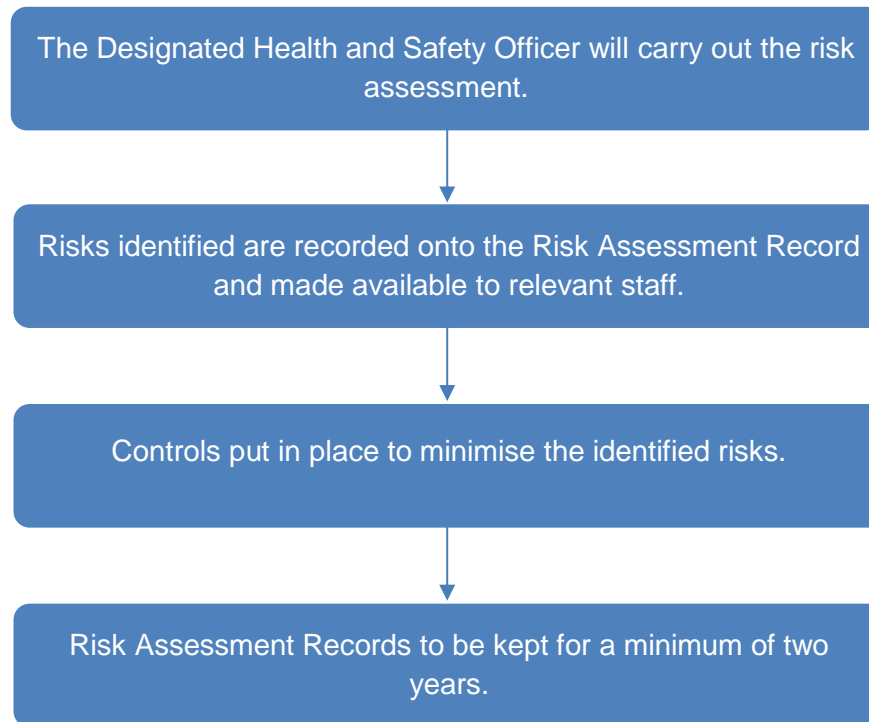 The Designated Health and Safety Officer will carry out the risk
assessment.
Risks identified are recorded onto the Risk Assessment Record
and made available to relevant staff.
Controls put in place to minimise the identified risks.
Risk Assessment Records to be kept for a minimum of two
years.